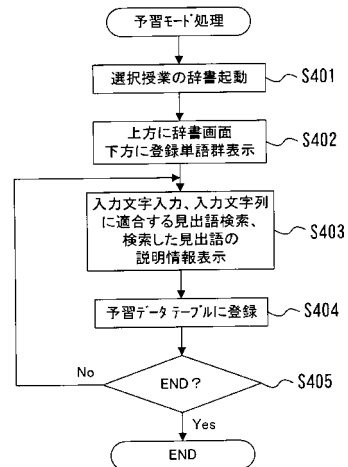 予習モード処理
選択授業の辞書起動
S401
上方に辞書画面
下方に登録単語群表示
S402
入力文字入力、入力文字列
に適合する見出語検索、
検索した見出語の
説明情報表示
S403
予習データテーブルに登録
S404
END?
S405
No
Yes
END